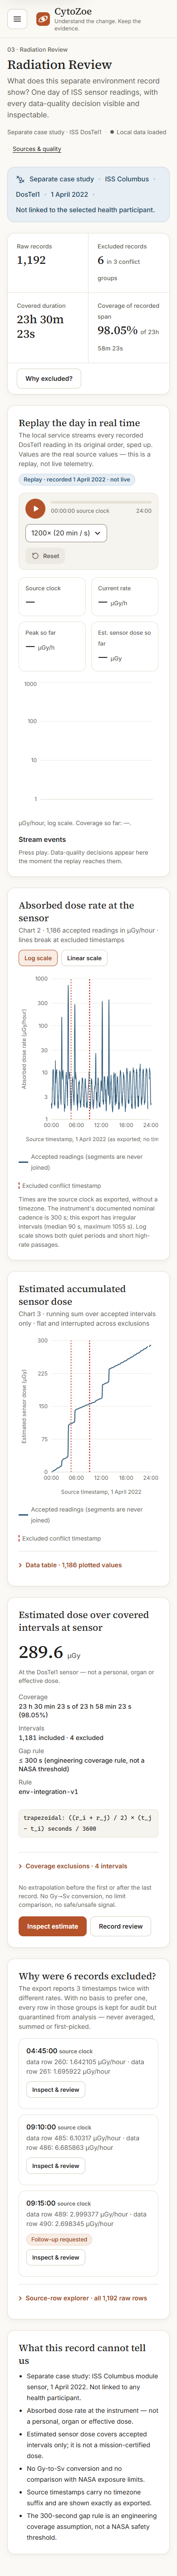 CytoZoe
Understand the change. Keep the
evidence.
03 · Radiation Review
Radiation Review
What does this separate environment record
show? One day of ISS sensor readings, with
every data-quality decision visible and
inspectable.
Separate case study · ISS DosTel1
Local data loaded
· Sources & quality
Separate case study · ISS Columbus ·
DosTel1 · 1 April 2022 ·
Not linked to the selected health participant.
Raw records
1,192
Excluded records
6 in 3 conflict
groups
Covered duration
23h 30m
23s
Coverage of recorded
span
98.05% of 23h
58m 23s
Why excluded?
Replay the day in real time
The local service streams every recorded
DosTel1 reading in its original order, sped up.
Values are the real source values — this is a
replay, not live telemetry.
Replay · recorded 1 April 2022 · not live
00:00:00 source clock
24:00
1200× (20 min / s)
Reset
Source clock
—
Current rate
— μGy/h
Peak so far
— μGy/h
Est. sensor dose so
far
— μGy
1000
100
10
1
μGy/hour, log scale. Coverage so far: —.
Stream events
Press play. Data-quality decisions appear here
the moment the replay reaches them.
Absorbed dose rate at the
sensor
Chart 2 · 1,186 accepted readings in μGy/hour ·
lines break at excluded timestamps
Log scale
Linear scale
Absorbed dose rate (μGy/hour)
1000
300
100
30
10
3
1
00:00
06:00
12:00
18:00
24:00
Source timestamp, 1 April 2022 (as exported; no tim
Accepted readings (segments are never
joined)
Excluded conflict timestamp
Times are the source clock as exported, without a
timezone. The instrument's documented nominal
cadence is 300 s; this export has irregular
intervals (median 90 s, maximum 1055 s). Log
scale shows both quiet periods and short high-
rate passages.
Estimated accumulated
sensor dose
Chart 3 · running sum over accepted intervals
only · flat and interrupted across exclusions
Estimated sensor dose (μGy)
300
225
150
75
0
00:00
06:00
12:00
18:00
24:00
Source timestamp, 1 April 2022
Accepted readings (segments are never
joined)
Excluded conflict timestamp
Data table · 1,186 plotted values
Estimated dose over covered
intervals at sensor
289.6 μGy
At the DosTel1 sensor — not a personal, organ or
effective dose.
Coverage
23 h 30 min 23 s of 23 h 58 min 23 s
(98.05%)
Intervals
1,181 included · 4 excluded
Gap rule
≤ 300 s (engineering coverage rule, not a
NASA threshold)
Rule
env-integration-v1
trapezoidal: ((r_i + r_j) / 2) × (t_j
− t_i) seconds / 3600
Coverage exclusions · 4 intervals
No extrapolation before the first or after the last
record. No Gy→Sv conversion, no limit
comparison, no safe/unsafe signal.
Inspect estimate
Record review
Why were 6 records excluded?
The export reports 3 timestamps twice with
different rates. With no basis to prefer one,
every row in those groups is kept for audit but
quarantined from analysis — never averaged,
summed or first-picked.
04:45:00 source clock
data row 260: 1.642105 μGy/hour · data
row 261: 1.695922 μGy/hour
Inspect & review
09:10:00 source clock
data row 485: 6.10317 μGy/hour · data
row 486: 6.685863 μGy/hour
Inspect & review
09:15:00 source clock
data row 489: 2.999377 μGy/hour · data
row 490: 2.698345 μGy/hour
Follow-up requested
Inspect & review
Source-row explorer · all 1,192 raw rows
What this record cannot tell
us
Separate case study: ISS Columbus module
sensor, 1 April 2022. Not linked to any
health participant.
Absorbed dose rate at the instrument — not
a personal, organ or effective dose.
Estimated sensor dose covers accepted
intervals only; it is not a mission-certified
dose.
No Gy-to-Sv conversion and no
comparison with NASA exposure limits.
Source timestamps carry no timezone
suffix and are shown exactly as exported.
The 300-second gap rule is an engineering
coverage assumption, not a NASA safety
threshold.